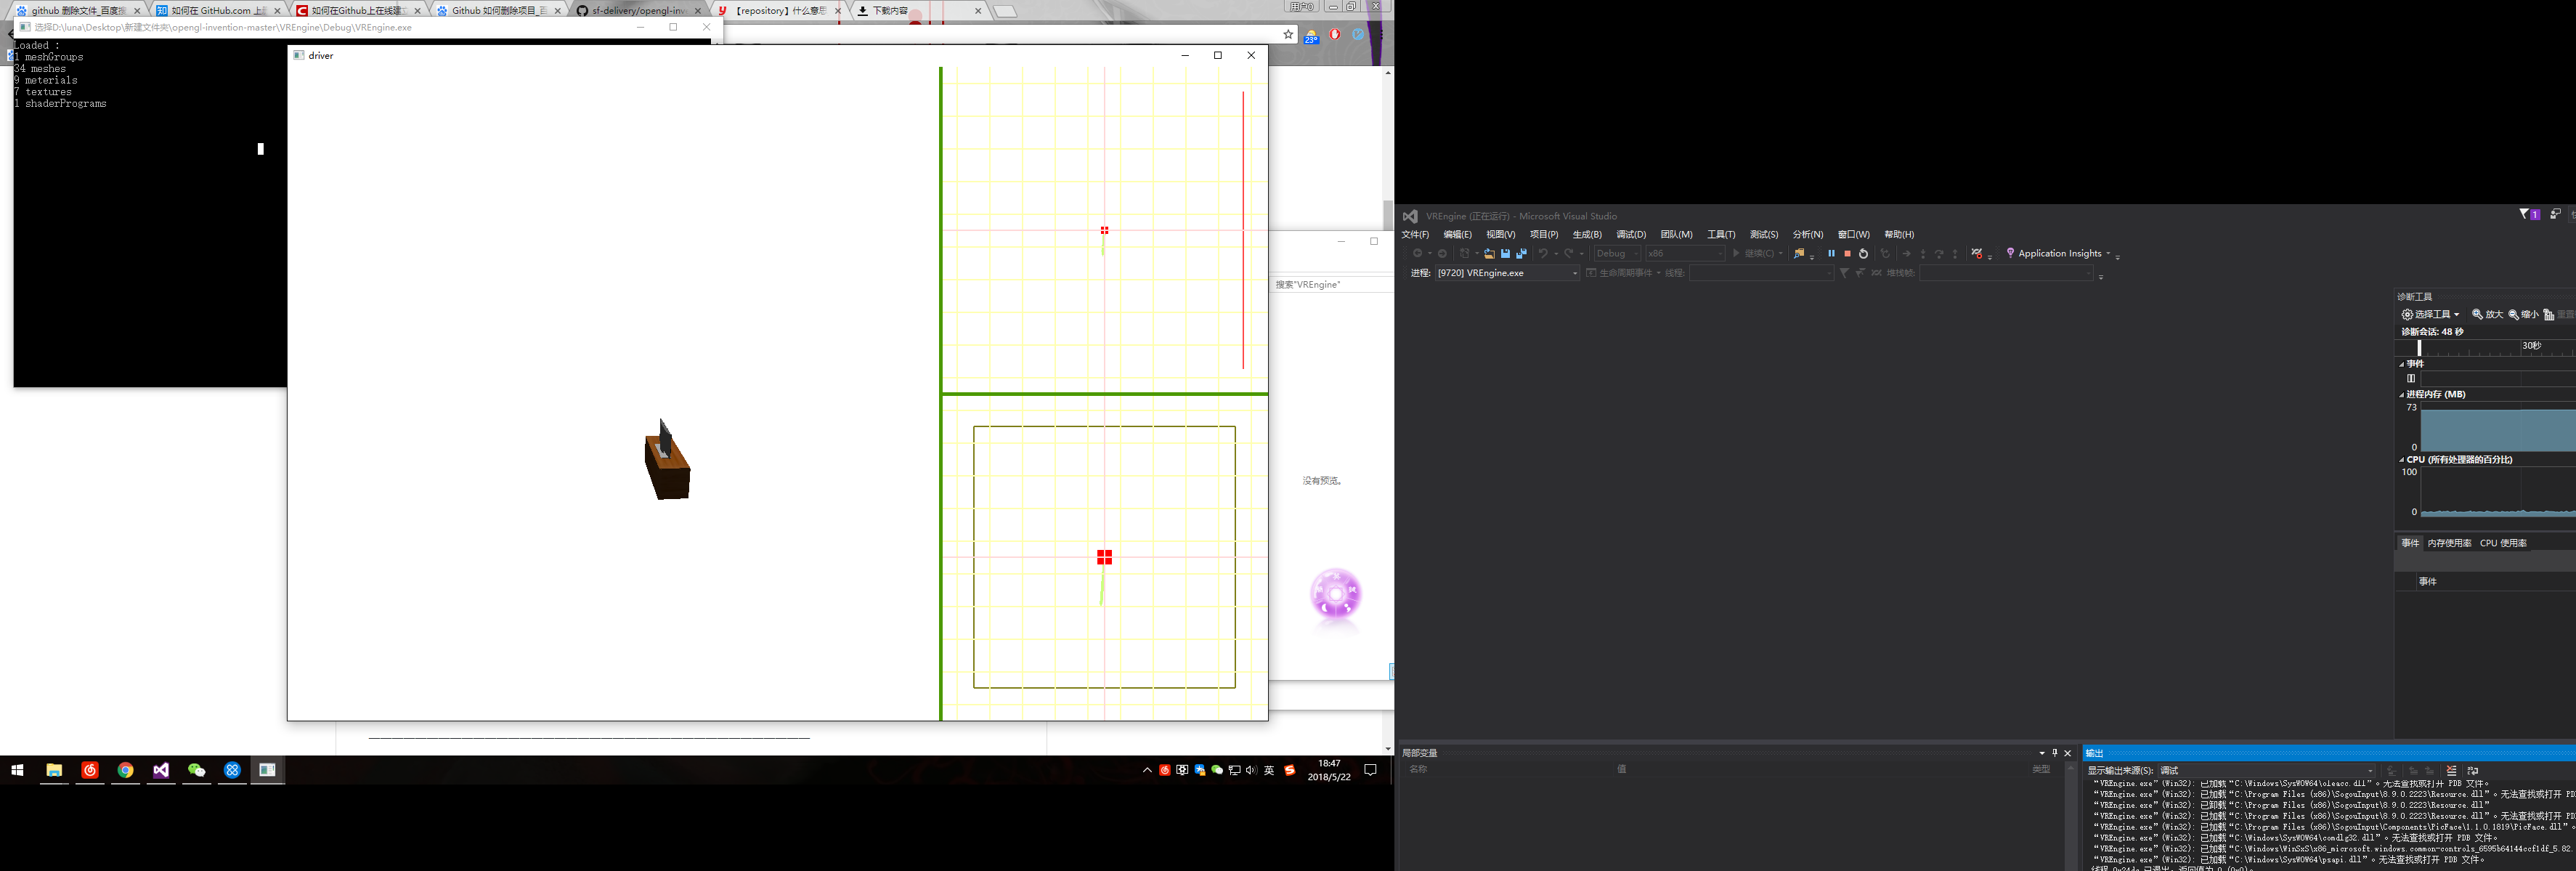 github 删除文件_百度搜
如何在 GitHub.com 上
如何在Github上在线建立
Github 如何删除项目_百
sf-delivery/opengl-inv
【repository】什么意思
下载内容
用户0
选择D:\luna\Desktop\新建文件夹\opengl-invention-master\VREngine\Debug\VREngine.exe
Loaded :
1 meshGroups
34 meshes
9 meterials
7 textures
1 shaderPrograms
driver
23°
搜索"VREngine"
没有预览。
英
18:47
2018/5/22
VREngine (正在运行) - Microsoft Visual Studio
1
文件(F) 编辑(E) 视图(V) 项目(P) 生成(B) 调试(D) 团队(M) 工具(T) 测试(S) 分析(N) 窗口(W) 帮助(H)
Debug x86 继续(C) Application Insights
进程: [9720] VREngine.exe 生命周期事件 线程: 堆栈帧:
诊断工具
选择工具 放大 缩小
诊断会话: 48 秒
30秒
事件
进程内存 (MB)
73
0
CPU (所有处理器的百分比)
100
0
事件 内存使用率 CPU 使用率
事件
局部变量
名称 值 类型
输出
显示输出来源(S): 调试
“VREngine.exe”(Win32): 已加载“C:\Windows\SysWOW64\oleacc.dll”。无法查找或打开 PDB 文件。
“VREngine.exe”(Win32): 已加载“C:\Program Files (x86)\SogouInput\8.9.0.2223\Resource.dll”。无法查找或打开 PD
“VREngine.exe”(Win32): 已卸载“C:\Program Files (x86)\SogouInput\8.9.0.2223\Resource.dll”
“VREngine.exe”(Win32): 已加载“C:\Program Files (x86)\SogouInput\8.9.0.2223\Resource.dll”。无法查找或打开 PD
“VREngine.exe”(Win32): 已加载“C:\Program Files (x86)\SogouInput\Components\PicFace\1.1.0.1819\PicFace.dll”。
“VREngine.exe”(Win32): 已加载“C:\Windows\SysWOW64\comdlg32.dll”。无法查找或打开 PDB 文件。
“VREngine.exe”(Win32): 已加载“C:\Windows\WinSxS\x86_microsoft.windows.common-controls_6595b64144ccf1df_5.82.
“VREngine.exe”(Win32): 已加载“C:\Windows\SysWOW64\psapi.dll”。无法查找或打开 PDB 文件。